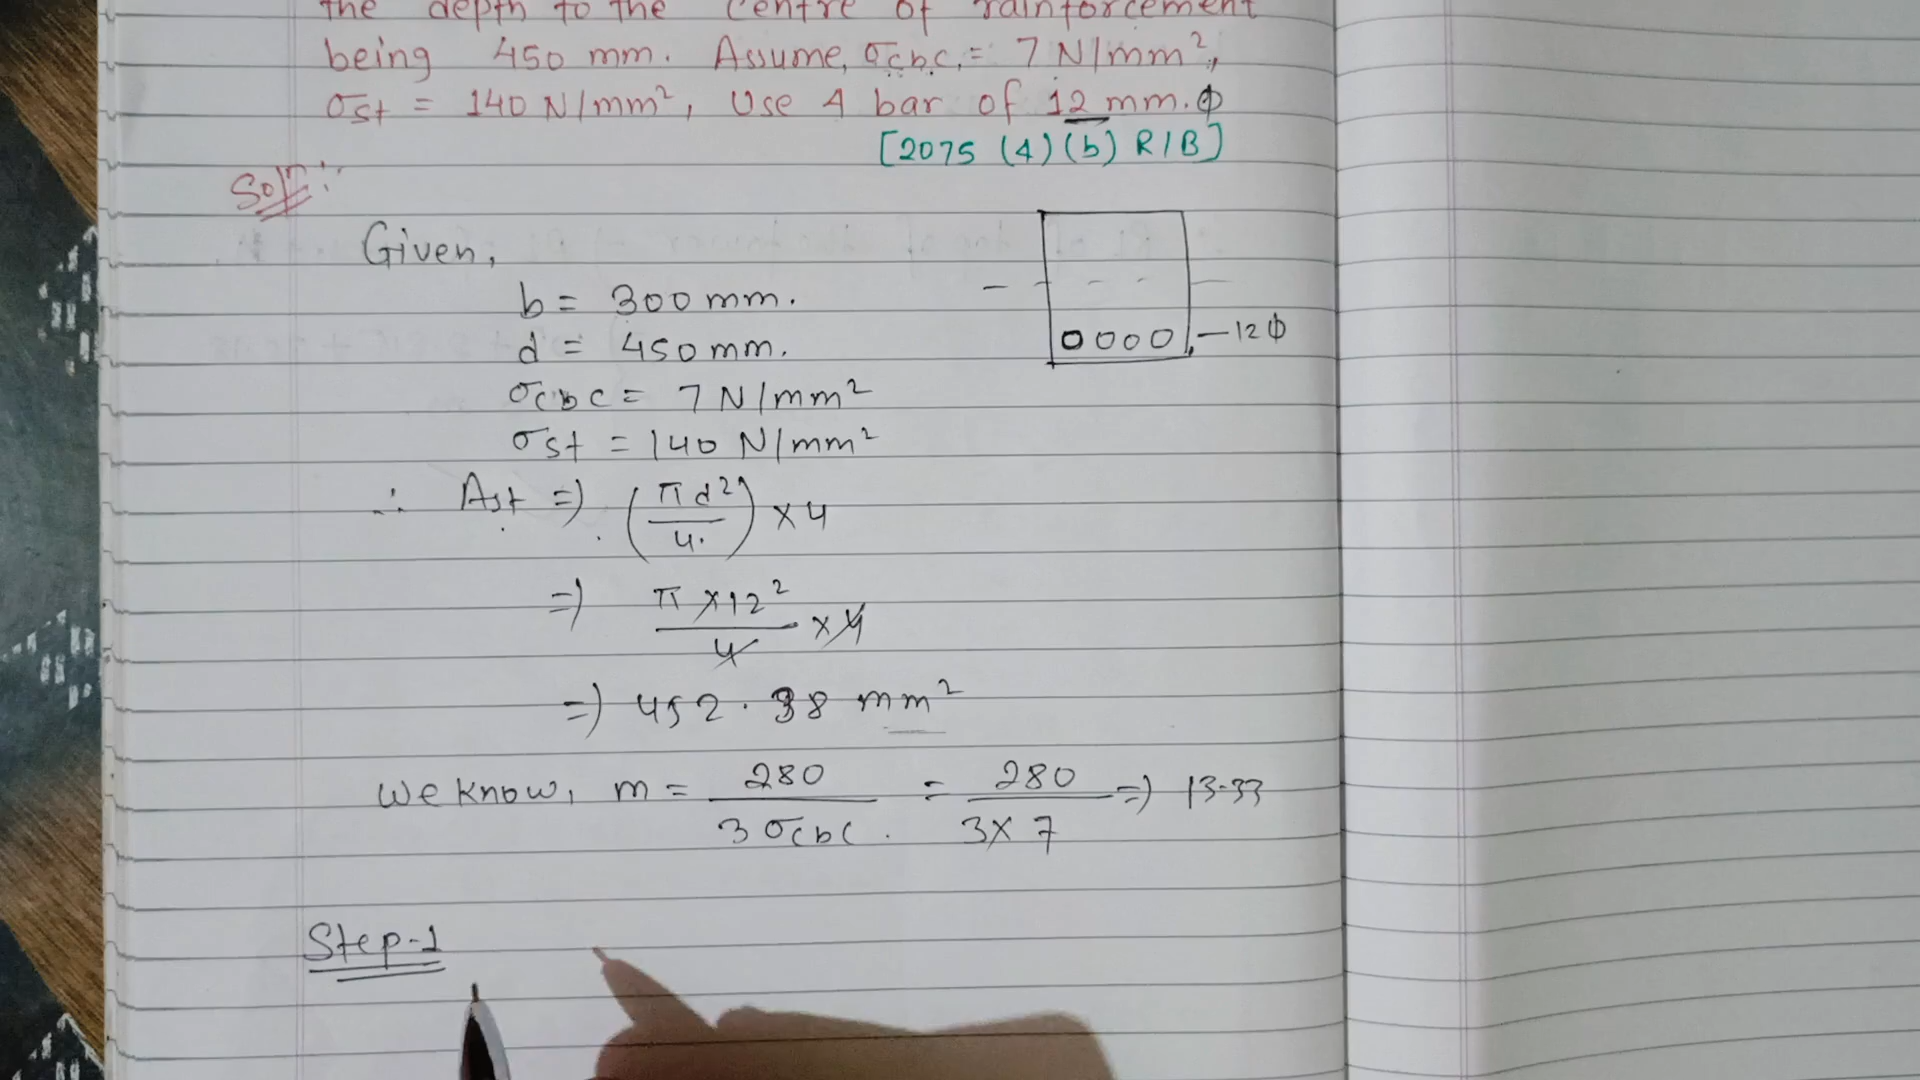 the depth to the centre of rainforcement
being 450 mm. Assume, σcbc, = 7 N/mm²,
σst = 140 N/mm², Use 4 bar of 12 mm. ϕ
[2075 (4)(b) R/B]
Solⁿ:
Given,
b = 300 mm.
d = 450 mm.
σcbc = 7 N/mm²
σst = 140 N/mm²
12 ϕ
∴ Ast => (πd²/4) × 4
=> π × 12²/4 × 4
=> 452.38 mm²
We know, m = 280/3σcbc = 280/3×7 => 13.33
Step-1